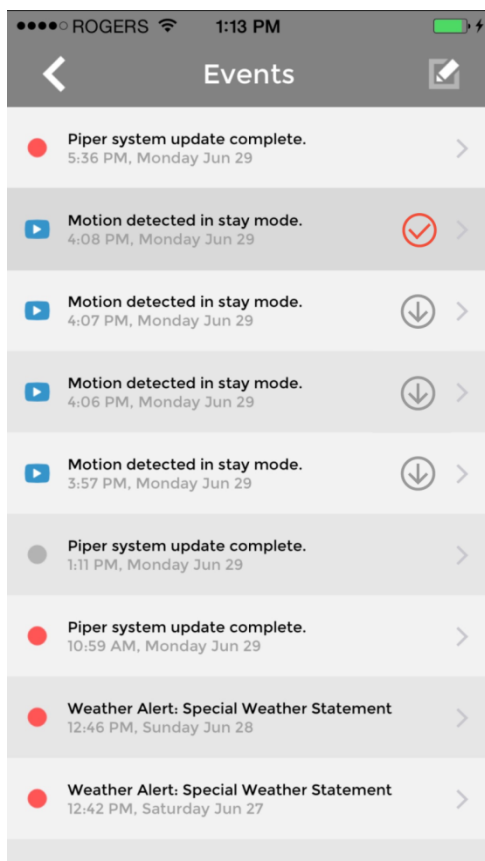 ROGERS 1:13 PM
Events
Piper system update complete.
5:36 PM, Monday Jun 29
Motion detected in stay mode.
4:08 PM, Monday Jun 29
Motion detected in stay mode.
4:07 PM, Monday Jun 29
Motion detected in stay mode.
4:06 PM, Monday Jun 29
Motion detected in stay mode.
3:57 PM, Monday Jun 29
Piper system update complete.
1:11 PM, Monday Jun 29
Piper system update complete.
10:59 AM, Monday Jun 29
Weather Alert: Special Weather Statement
12:46 PM, Sunday Jun 28
Weather Alert: Special Weather Statement
12:42 PM, Saturday Jun 27